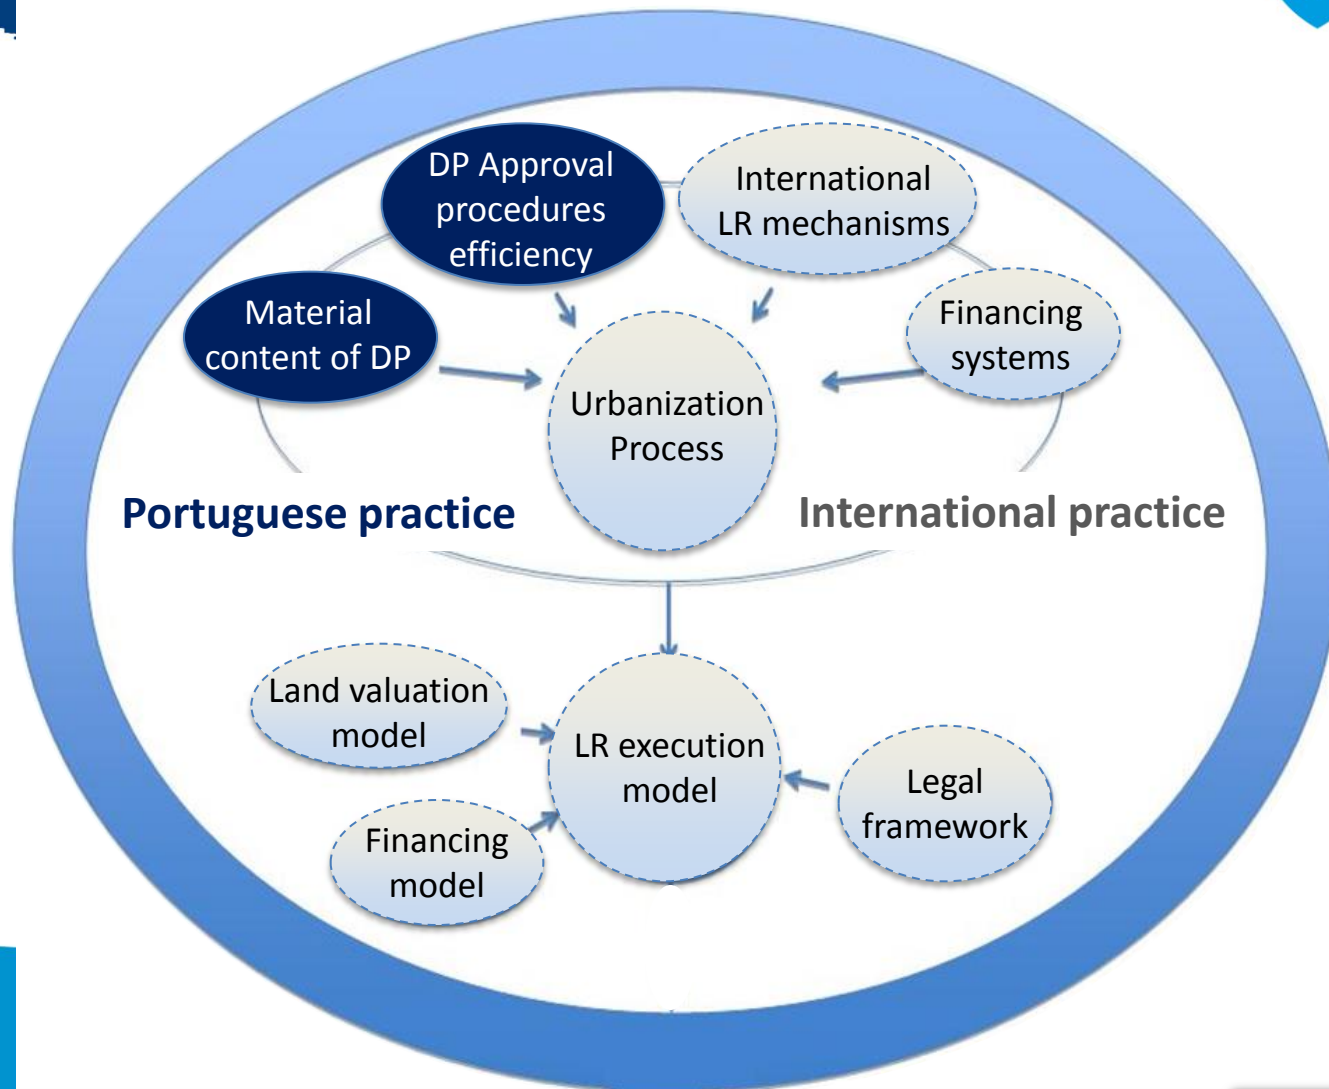 DP Approval
procedures
efficiency
International
LR mechanisms
Material
content of DP
Financing
systems
Urbanization
Process
Portuguese practice
International practice
Land valuation
model
LR execution
model
Legal
framework
Financing
model